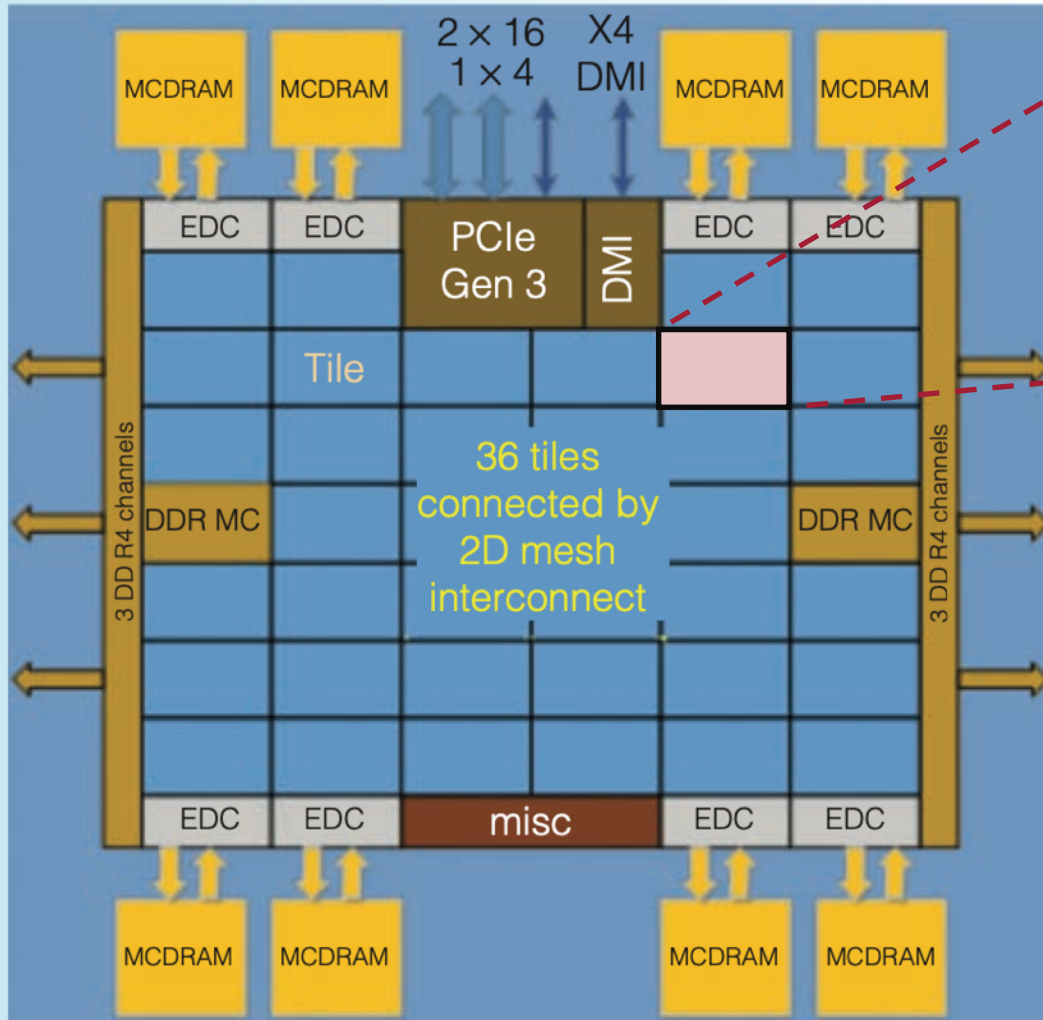 2 × 16
1 × 4
X4
DMI
MCDRAM
MCDRAM
MCDRAM
MCDRAM
EDC
EDC
PCIe
Gen 3
DMI
EDC
EDC
Tile
36 tiles
connected by
2D mesh
interconnect
3 DD R4 channels
DDR MC
DDR MC
3 DD R4 channels
EDC
EDC
misc
EDC
EDC
MCDRAM
MCDRAM
MCDRAM
MCDRAM